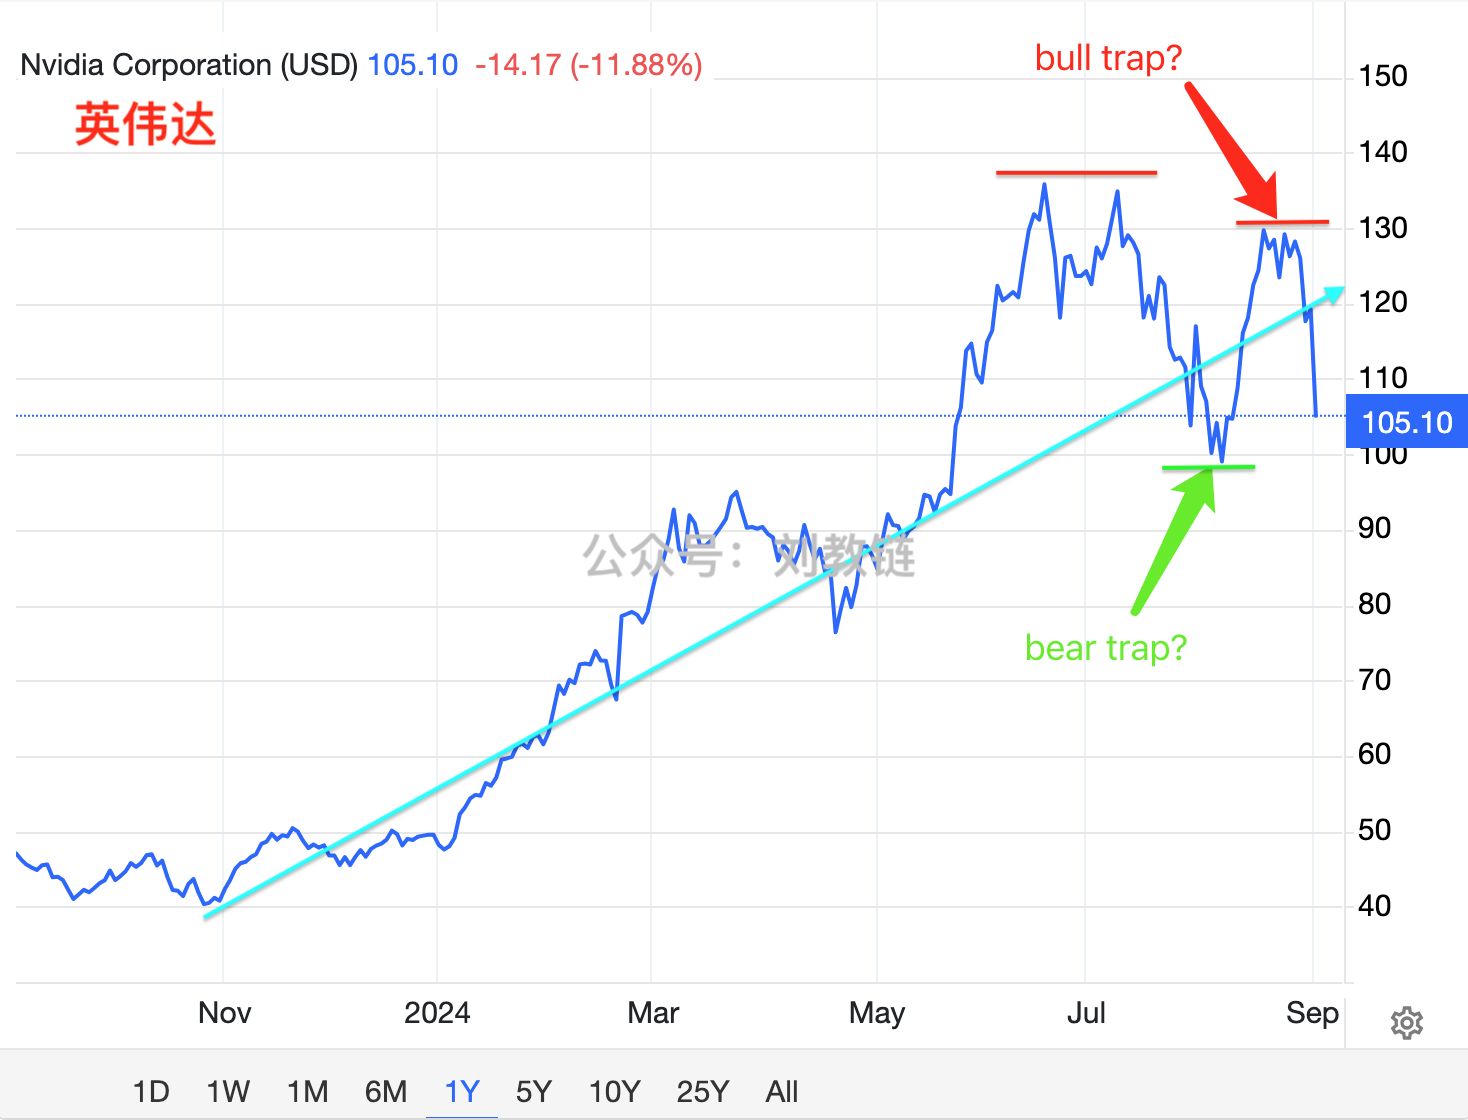 Nvidia Corporation (USD) 105.10 -14.17 (-11.88%)
bull trap?
英伟达
150
140
130
120
110
105.10
100
90
公众号：刘教链
80
bear trap?
70
60
50
40
Nov 2024 Mar May Jul Sep
1D 1W 1M 6M 1Y 5Y 10Y 25Y All